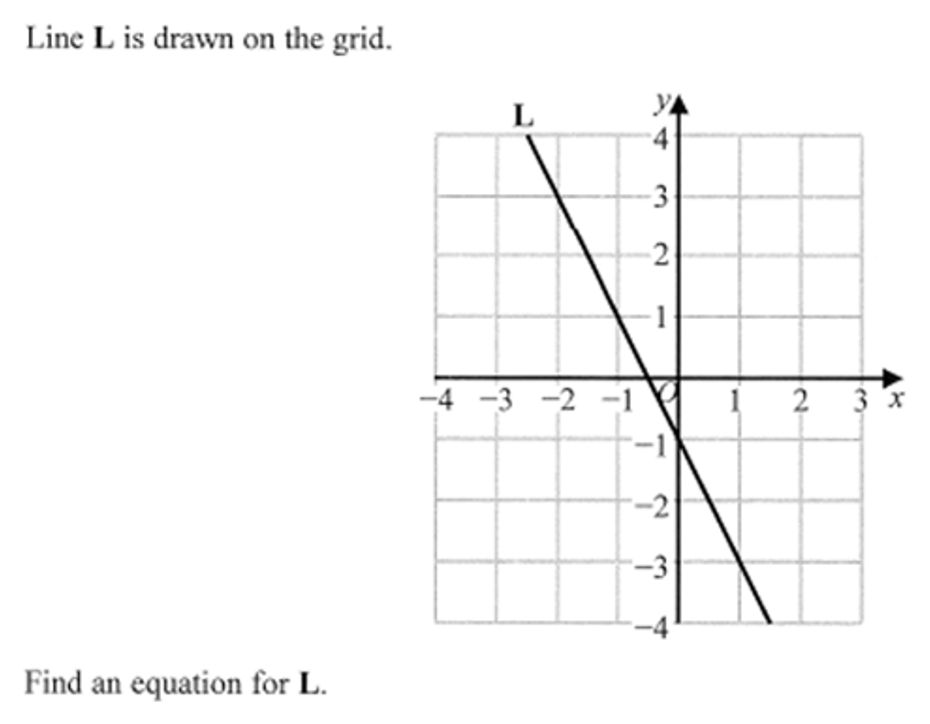 Line L is drawn on the grid.
L
y
4
3
2
1
−4 −3 −2 −1 O 1 2 3 x
−1
−2
−3
−4
Find an equation for L.